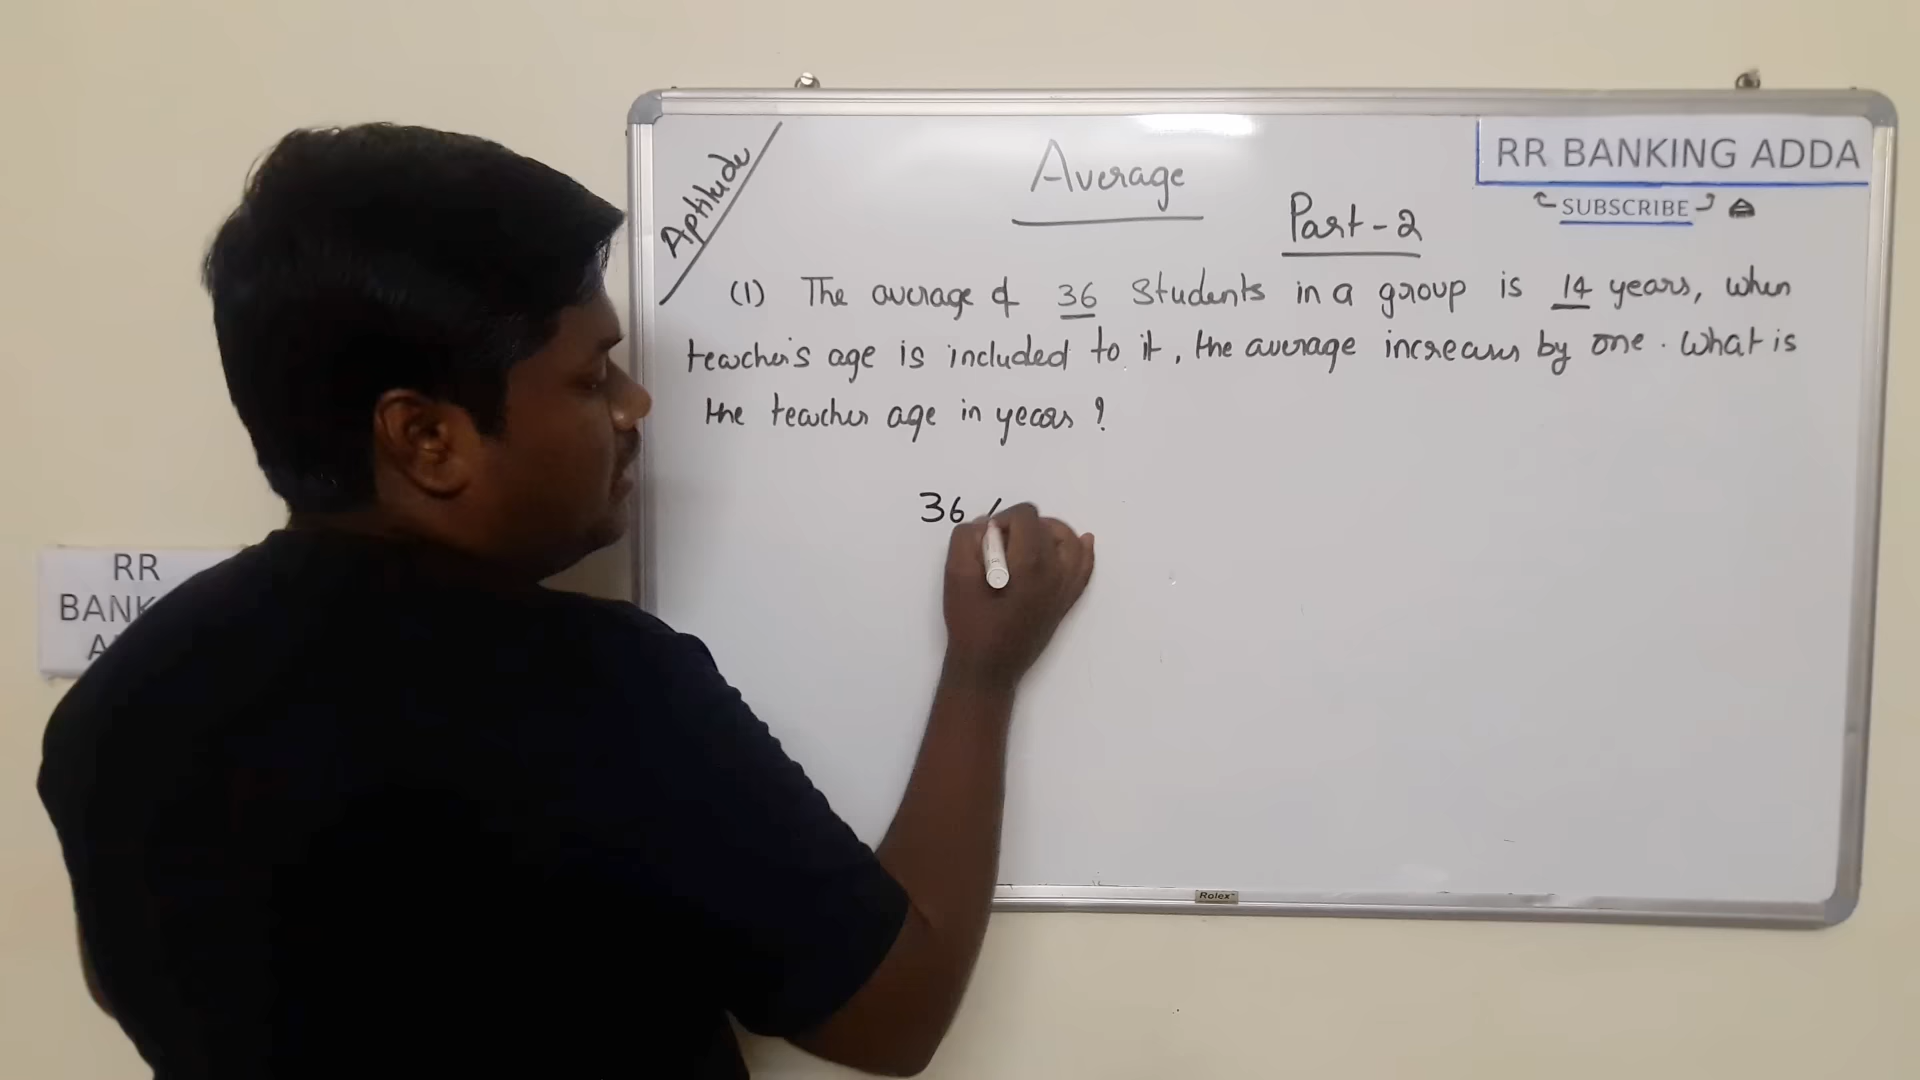 Aptitude
Average
RR BANKING ADDA
SUBSCRIBE
Part-2
(1) The average of 36 Students in a group is 14 years, when
teacher's age is included to it, the average increases by one. What is
the teacher age in years?
36
RR
BANK
Rolex